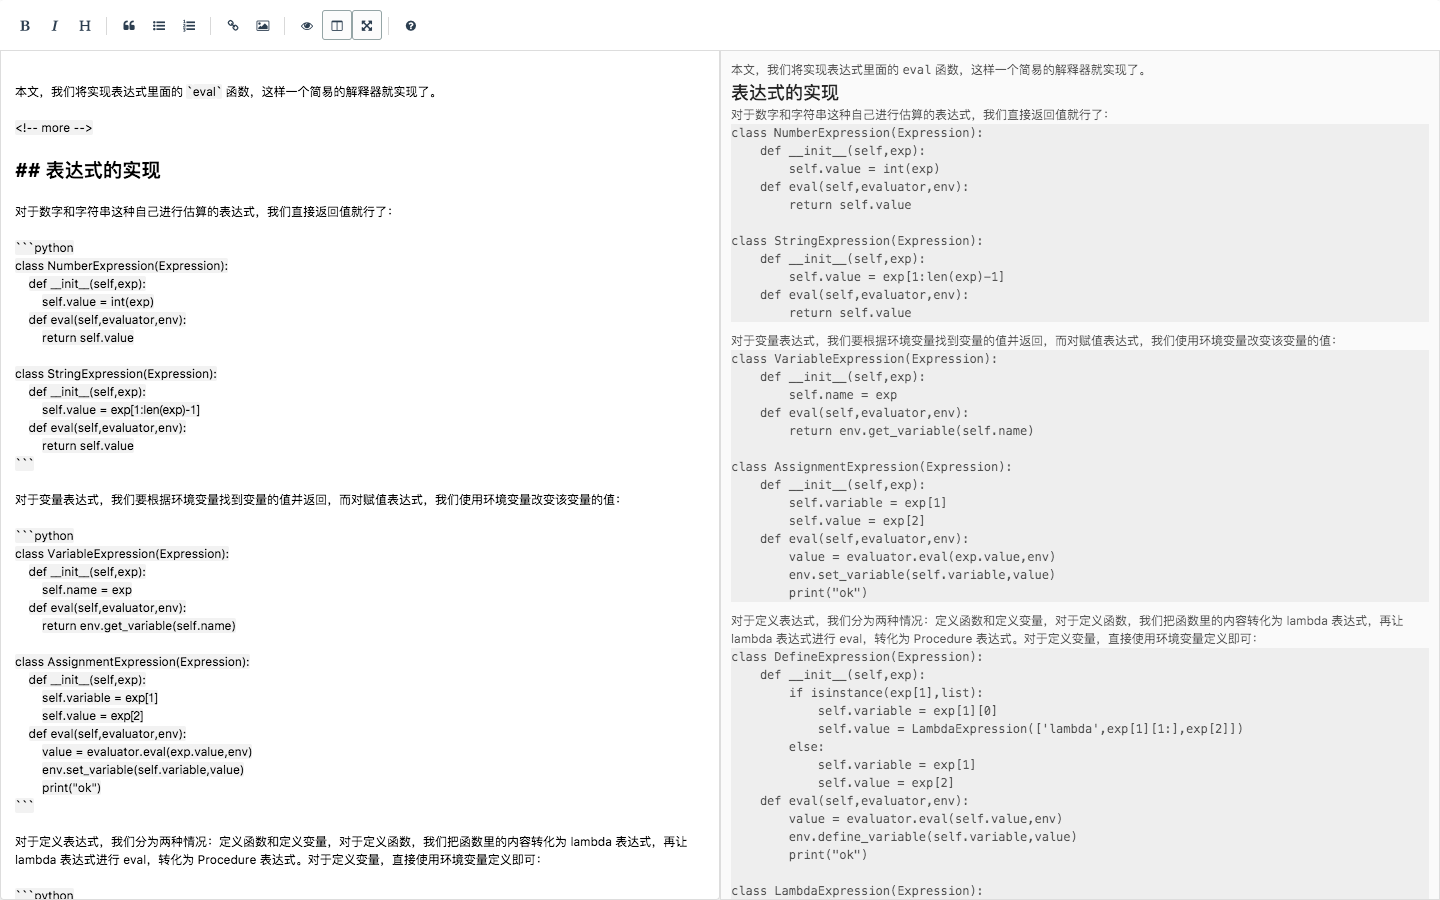 B I H
本文，我们将实现表达式里面的 `eval` 函数，这样一个简易的解释器就实现了。
<!-- more -->
## 表达式的实现
对于数字和字符串这种自己进行估算的表达式，我们直接返回值就行了：
```python
class NumberExpression(Expression):
    def __init__(self,exp):
        self.value = int(exp)
    def eval(self,evaluator,env):
        return self.value
class StringExpression(Expression):
    def __init__(self,exp):
        self.value = exp[1:len(exp)-1]
    def eval(self,evaluator,env):
        return self.value
```
对于变量表达式，我们要根据环境变量找到变量的值并返回，而对赋值表达式，我们使用环境变量改变该变量的值：
```python
class VariableExpression(Expression):
    def __init__(self,exp):
        self.name = exp
    def eval(self,evaluator,env):
        return env.get_variable(self.name)
class AssignmentExpression(Expression):
    def __init__(self,exp):
        self.variable = exp[1]
        self.value = exp[2]
    def eval(self,evaluator,env):
        value = evaluator.eval(exp.value,env)
        env.set_variable(self.variable,value)
        print("ok")
```
对于定义表达式，我们分为两种情况：定义函数和定义变量，对于定义函数，我们把函数里的内容转化为 lambda 表达式，再让
lambda 表达式进行 eval，转化为 Procedure 表达式。对于定义变量，直接使用环境变量定义即可：
```python
本文，我们将实现表达式里面的 eval 函数，这样一个简易的解释器就实现了。
表达式的实现
对于数字和字符串这种自己进行估算的表达式，我们直接返回值就行了：
class NumberExpression(Expression):
    def __init__(self,exp):
        self.value = int(exp)
    def eval(self,evaluator,env):
        return self.value
class StringExpression(Expression):
    def __init__(self,exp):
        self.value = exp[1:len(exp)-1]
    def eval(self,evaluator,env):
        return self.value
对于变量表达式，我们要根据环境变量找到变量的值并返回，而对赋值表达式，我们使用环境变量改变该变量的值：
class VariableExpression(Expression):
    def __init__(self,exp):
        self.name = exp
    def eval(self,evaluator,env):
        return env.get_variable(self.name)
class AssignmentExpression(Expression):
    def __init__(self,exp):
        self.variable = exp[1]
        self.value = exp[2]
    def eval(self,evaluator,env):
        value = evaluator.eval(exp.value,env)
        env.set_variable(self.variable,value)
        print("ok")
对于定义表达式，我们分为两种情况：定义函数和定义变量，对于定义函数，我们把函数里的内容转化为 lambda 表达式，再让
lambda 表达式进行 eval，转化为 Procedure 表达式。对于定义变量，直接使用环境变量定义即可：
class DefineExpression(Expression):
    def __init__(self,exp):
        if isinstance(exp[1],list):
            self.variable = exp[1][0]
            self.value = LambdaExpression(['lambda',exp[1][1:],exp[2]])
        else:
            self.variable = exp[1]
            self.value = exp[2]
    def eval(self,evaluator,env):
        value = evaluator.eval(self.value,env)
        env.define_variable(self.variable,value)
        print("ok")
class LambdaExpression(Expression):